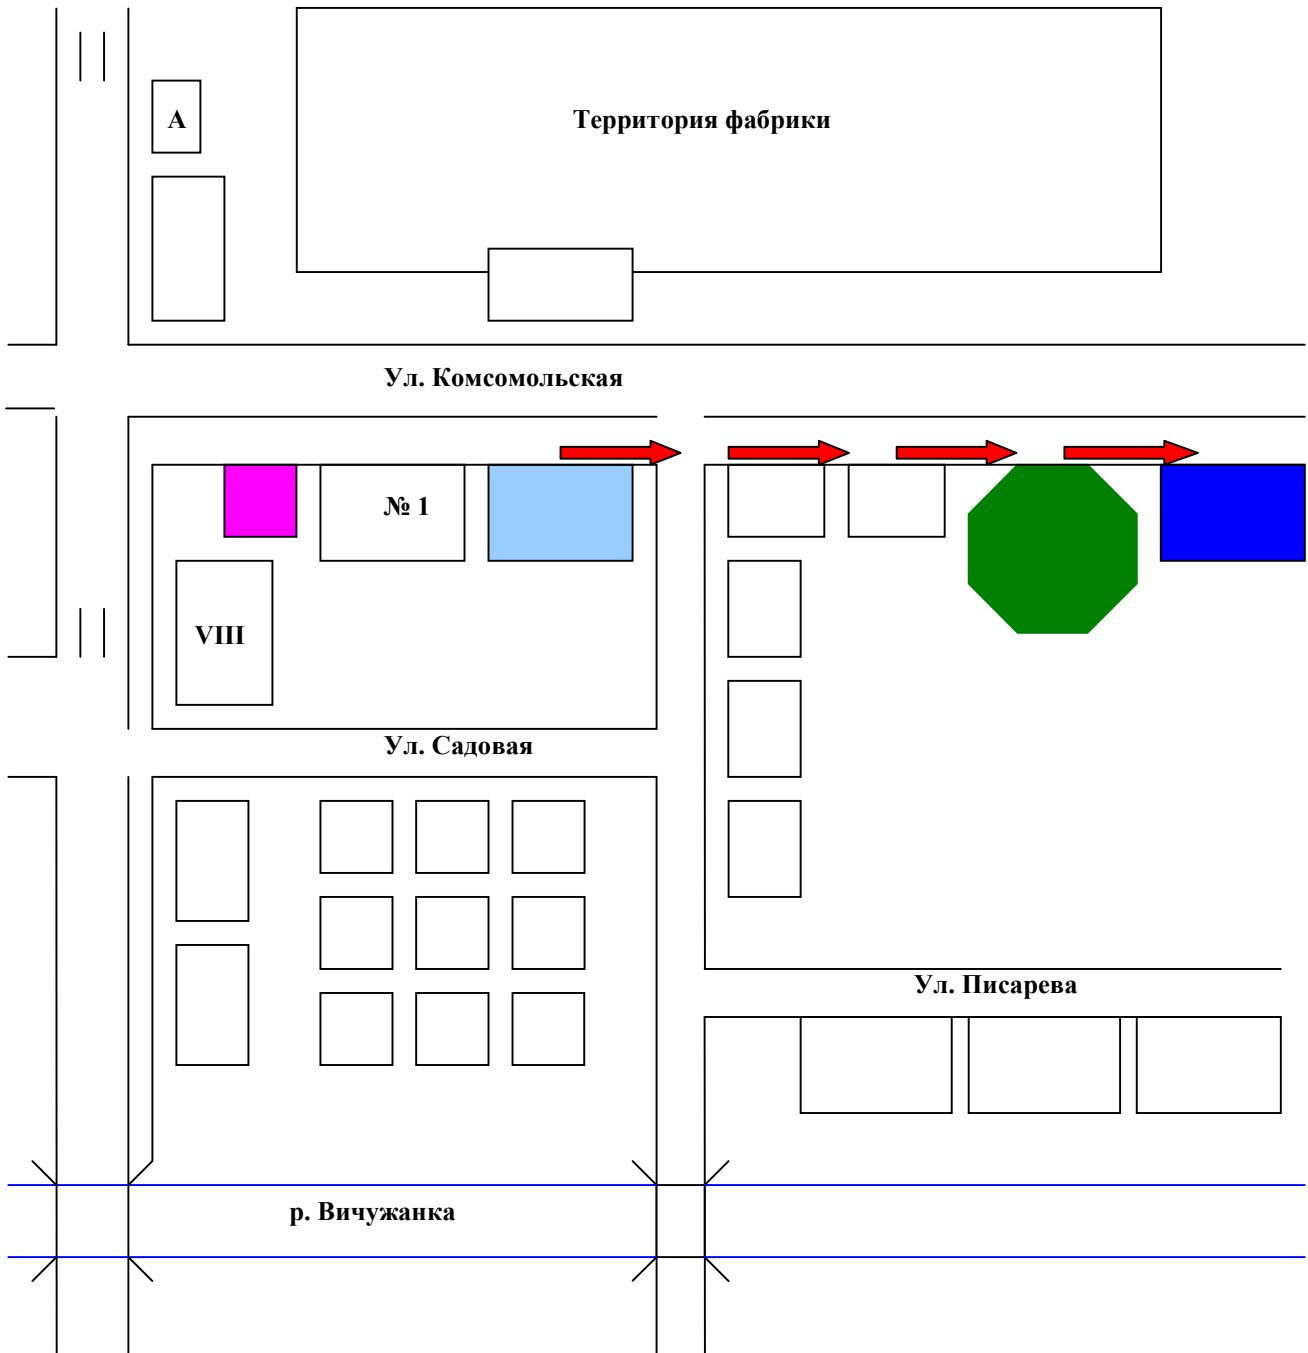 А
Территория фабрики
Ул. Комсомольская
№ 1
VIII
Ул. Садовая
Ул. Писарева
р. Вичужанка